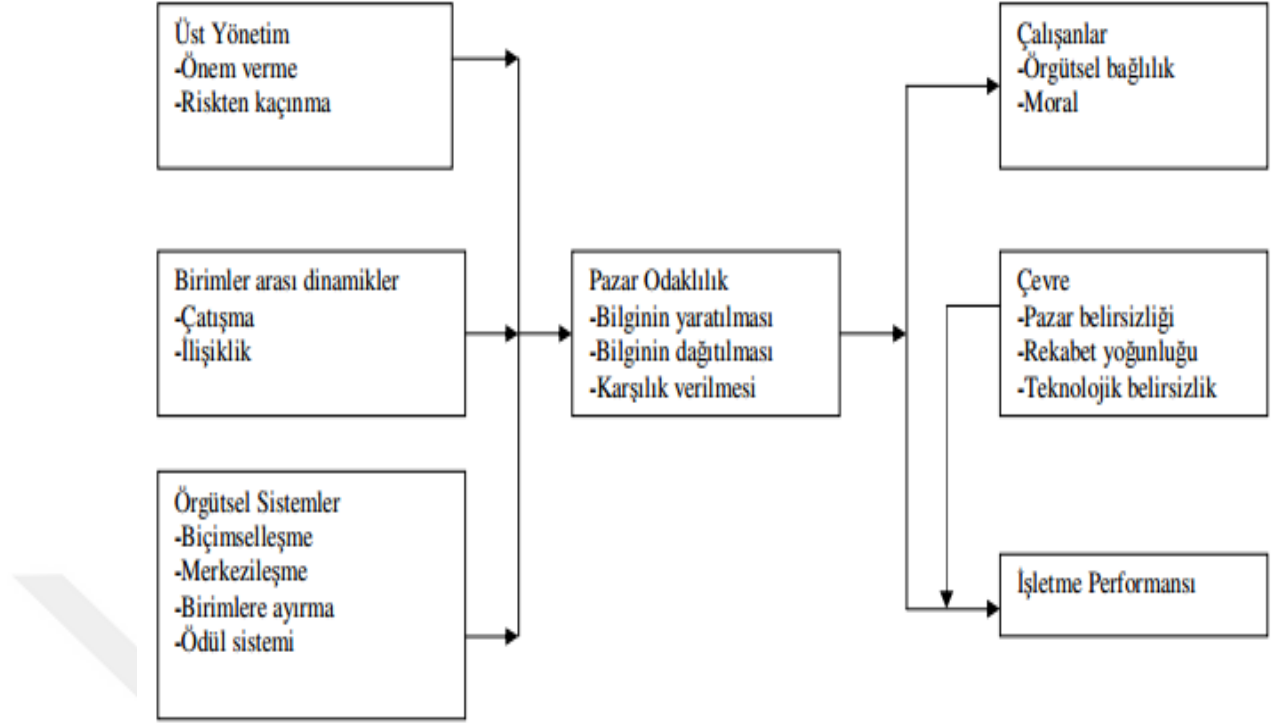 Üst Yönetim
-Önem verme
-Riskten kaçınma
Birimler arası dinamikler
-Çatışma
-İlişiklik
Örgütsel Sistemler
-Biçimselleşme
-Merkezileşme
-Birimlere ayırma
-Ödül sistemi
Pazar Odaklılık
-Bilginin yaratılması
-Bilginin dağıtılması
-Karşılık verilmesi
Çalışanlar
-Örgütsel bağlılık
-Moral
Çevre
-Pazar belirsizliği
-Rekabet yoğunluğu
-Teknolojik belirsizlik
İşletme Performansı